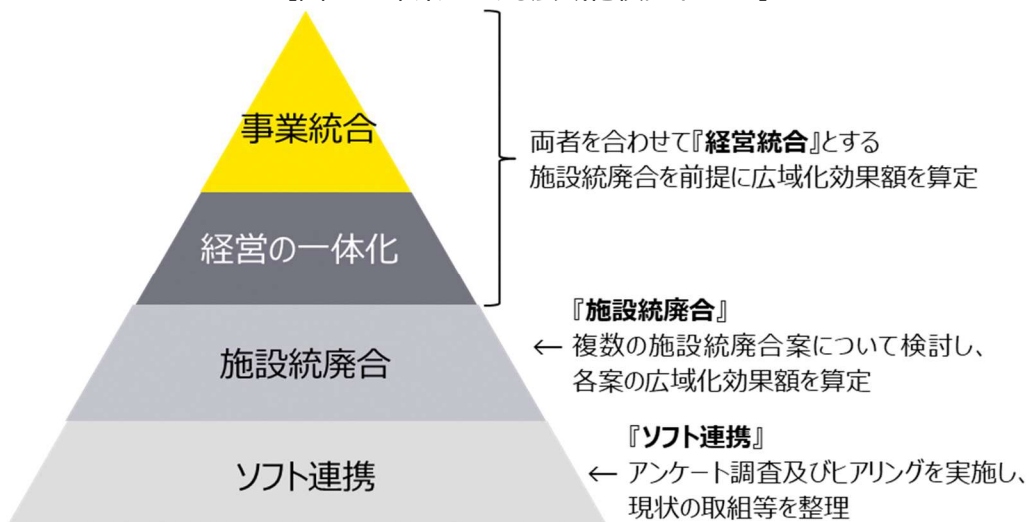 事業統合
両者を合わせて『経営統合』とする
施設統廃合を前提に広域化効果額を算定
経営の一体化
『施設統廃合』
施設統廃合
← 複数の施設統廃合案について検討し、
各案の広域化効果額を算定
『ソフト連携』
ソフト連携
← アンケート調査及びヒアリングを実施し、
現状の取組等を整理